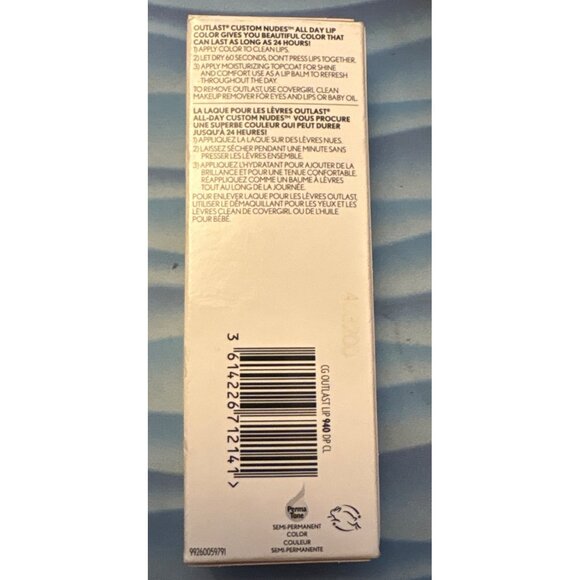 OUTLAST® CUSTOM NUDES™ ALL DAY LIP
COLOR GIVES YOU BEAUTIFUL COLOR THAT
CAN LAST AS LONG AS 24 HOURS!
1) APPLY COLOR TO CLEAN LIPS.
2) LET DRY 60 SECONDS, DON'T PRESS LIPS TOGETHER.
3) APPLY MOISTURIZING TOPCOAT FOR SHINE
AND COMFORT. USE AS A LIP BALM TO REFRESH
THROUGHOUT THE DAY.
TO REMOVE OUTLAST, USE COVERGIRL CLEAN
MAKEUP REMOVER FOR EYES AND LIPS OR BABY OIL.
LA LAQUE POUR LES LÈVRES OUTLAST®
ALL-DAY CUSTOM NUDES™ VOUS PROCURE
UNE SUPERBE COULEUR QUI PEUT DURER
JUSQU'À 24 HEURES!
1) APPLIQUEZ LA LAQUE SUR DES LÈVRES NUES.
2) LAISSEZ SÉCHER PENDANT UNE MINUTE SANS
PRESSER LES LÈVRES ENSEMBLE.
3) APPLIQUEZ L'HYDRATANT POUR AJOUTER DE LA
BRILLANCE ET POUR UNE TENUE CONFORTABLE.
RÉAPPLIQUEZ COMME UN BAUME À LÈVRES
TOUT AU LONG DE LA JOURNÉE.
POUR ENLEVER LAQUE POUR LES LÈVRES OUTLAST,
UTILISER LE DÉMAQUILLANT POUR LES YEUX ET LES
LÈVRES CLEAN DE COVERGIRL OU DE L'HUILE
POUR BÉBÉ.
3 614226 712141 >
CG OUTLAST LIP 940 DP CL
Perma
Tone
SEMI-PERMANENT
COLOR
COULEUR
SEMI-PERMANENTE
99260059791